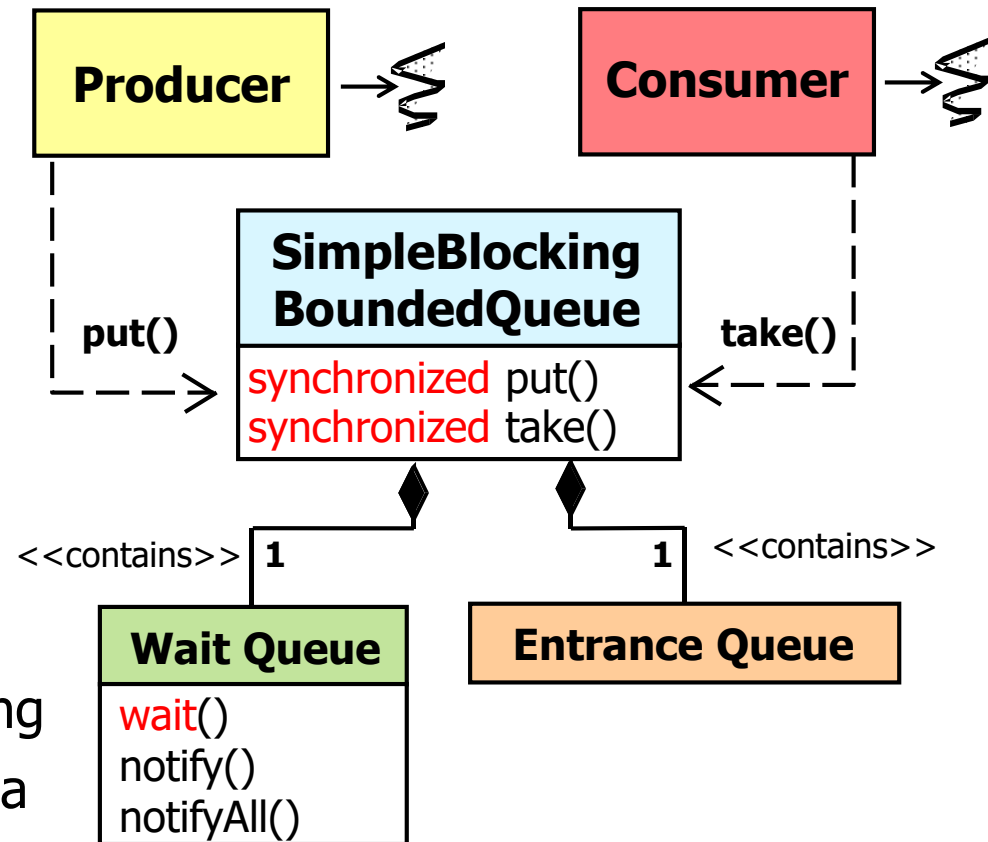 Producer
Consumer
SimpleBlocking
BoundedQueue
put()
take()
synchronized put()
synchronized take()
<<contains>> 1
1 <<contains>>
Wait Queue
Entrance Queue
wait()
notify()
a
notifyAll()